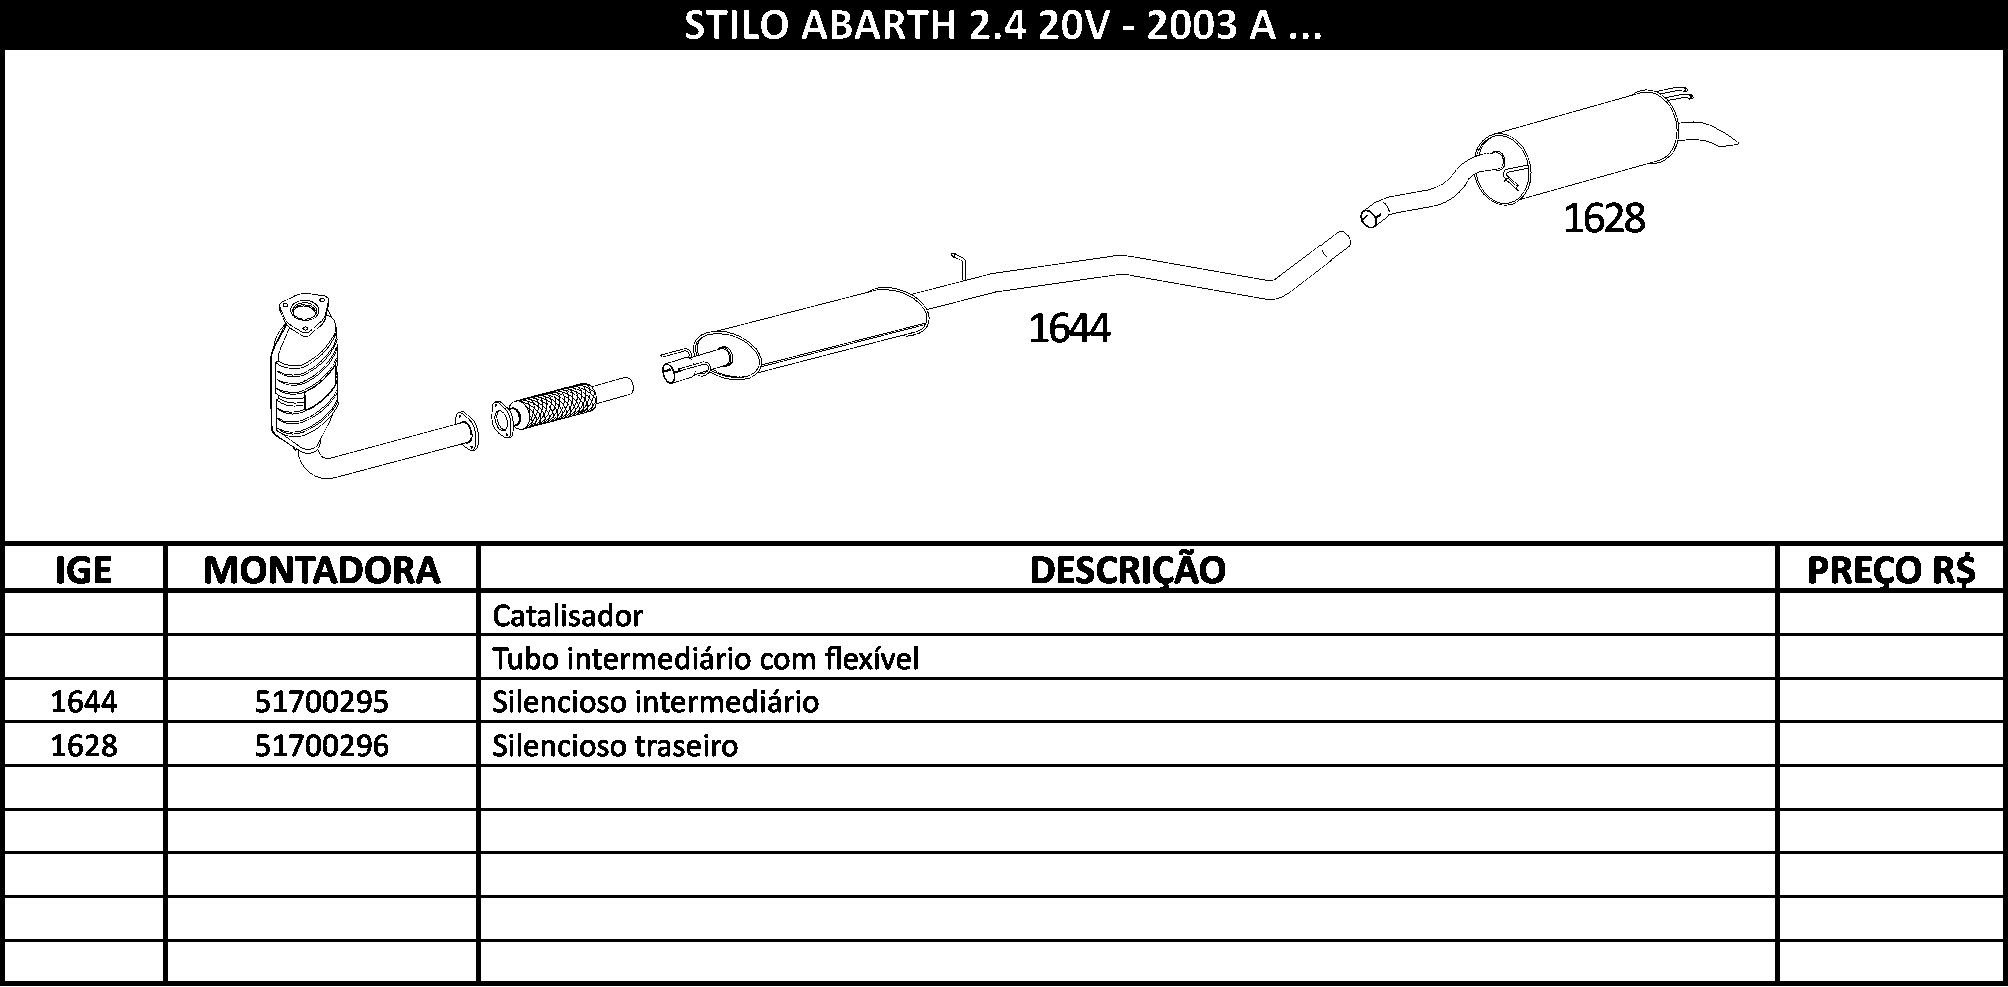 STILO ABARTH 2.4 20V - 2003 A ...
1628
1644
IGE MONTADORA DESCRIÇÃO PREÇO R$
Catalisador
Tubo intermediário com flexível
1644 51700295 Silencioso intermediário
1628 51700296 Silencioso traseiro